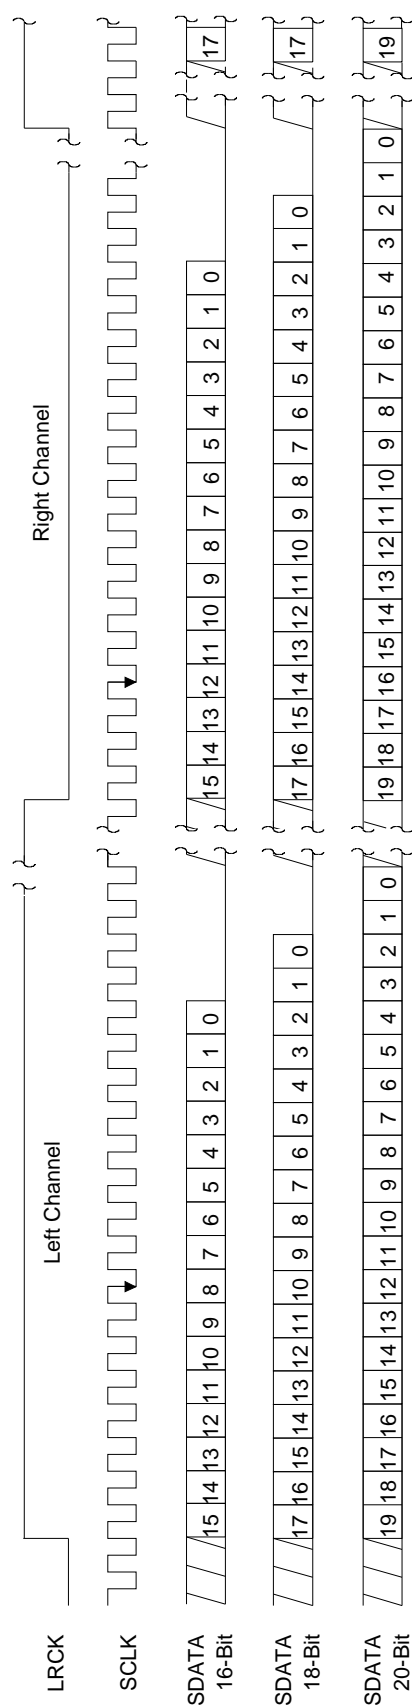 Left Channel
Right Channel
LRCK
SCLK
SDATA
16-Bit
15 14 13 12 11 10 9 8 7 6 5 4 3 2 1 0
15 14 13 12 11 10 9 8 7 6 5 4 3 2 1 0
17
SDATA
18-Bit
17 16 15 14 13 12 11 10 9 8 7 6 5 4 3 2 1 0
17 16 15 14 13 12 11 10 9 8 7 6 5 4 3 2 1 0
17
SDATA
20-Bit
19 18 17 16 15 14 13 12 11 10 9 8 7 6 5 4 3 2 1 0
19 18 17 16 15 14 13 12 11 10 9 8 7 6 5 4 3 2 1 0
19